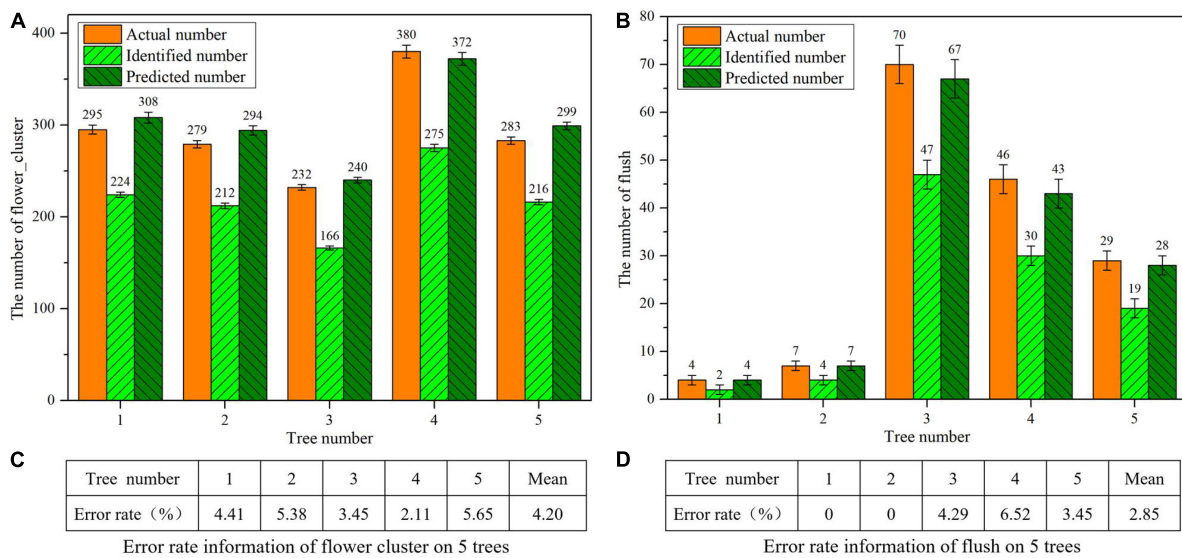 A
The number of flower_cluster
400
300
200
100
0
Actual number
Identified number
Predicted number
295 224 308
279 212 294
232 166 240
380 275 372
283 216 299
1 2 3 4 5
Tree number
B
The number of flush
80
70
60
50
40
30
20
10
0
Actual number
Identified number
Predicted number
4 2 4
7 4 7
70 47 67
46 30 43
29 19 28
1 2 3 4 5
Tree number
C
Tree number 1 2 3 4 5 Mean
Error rate（%） 4.41 5.38 3.45 2.11 5.65 4.20
Error rate information of flower cluster on 5 trees
D
Tree number 1 2 3 4 5 Mean
Error rate（%） 0 0 4.29 6.52 3.45 2.85
Error rate information of flush on 5 trees